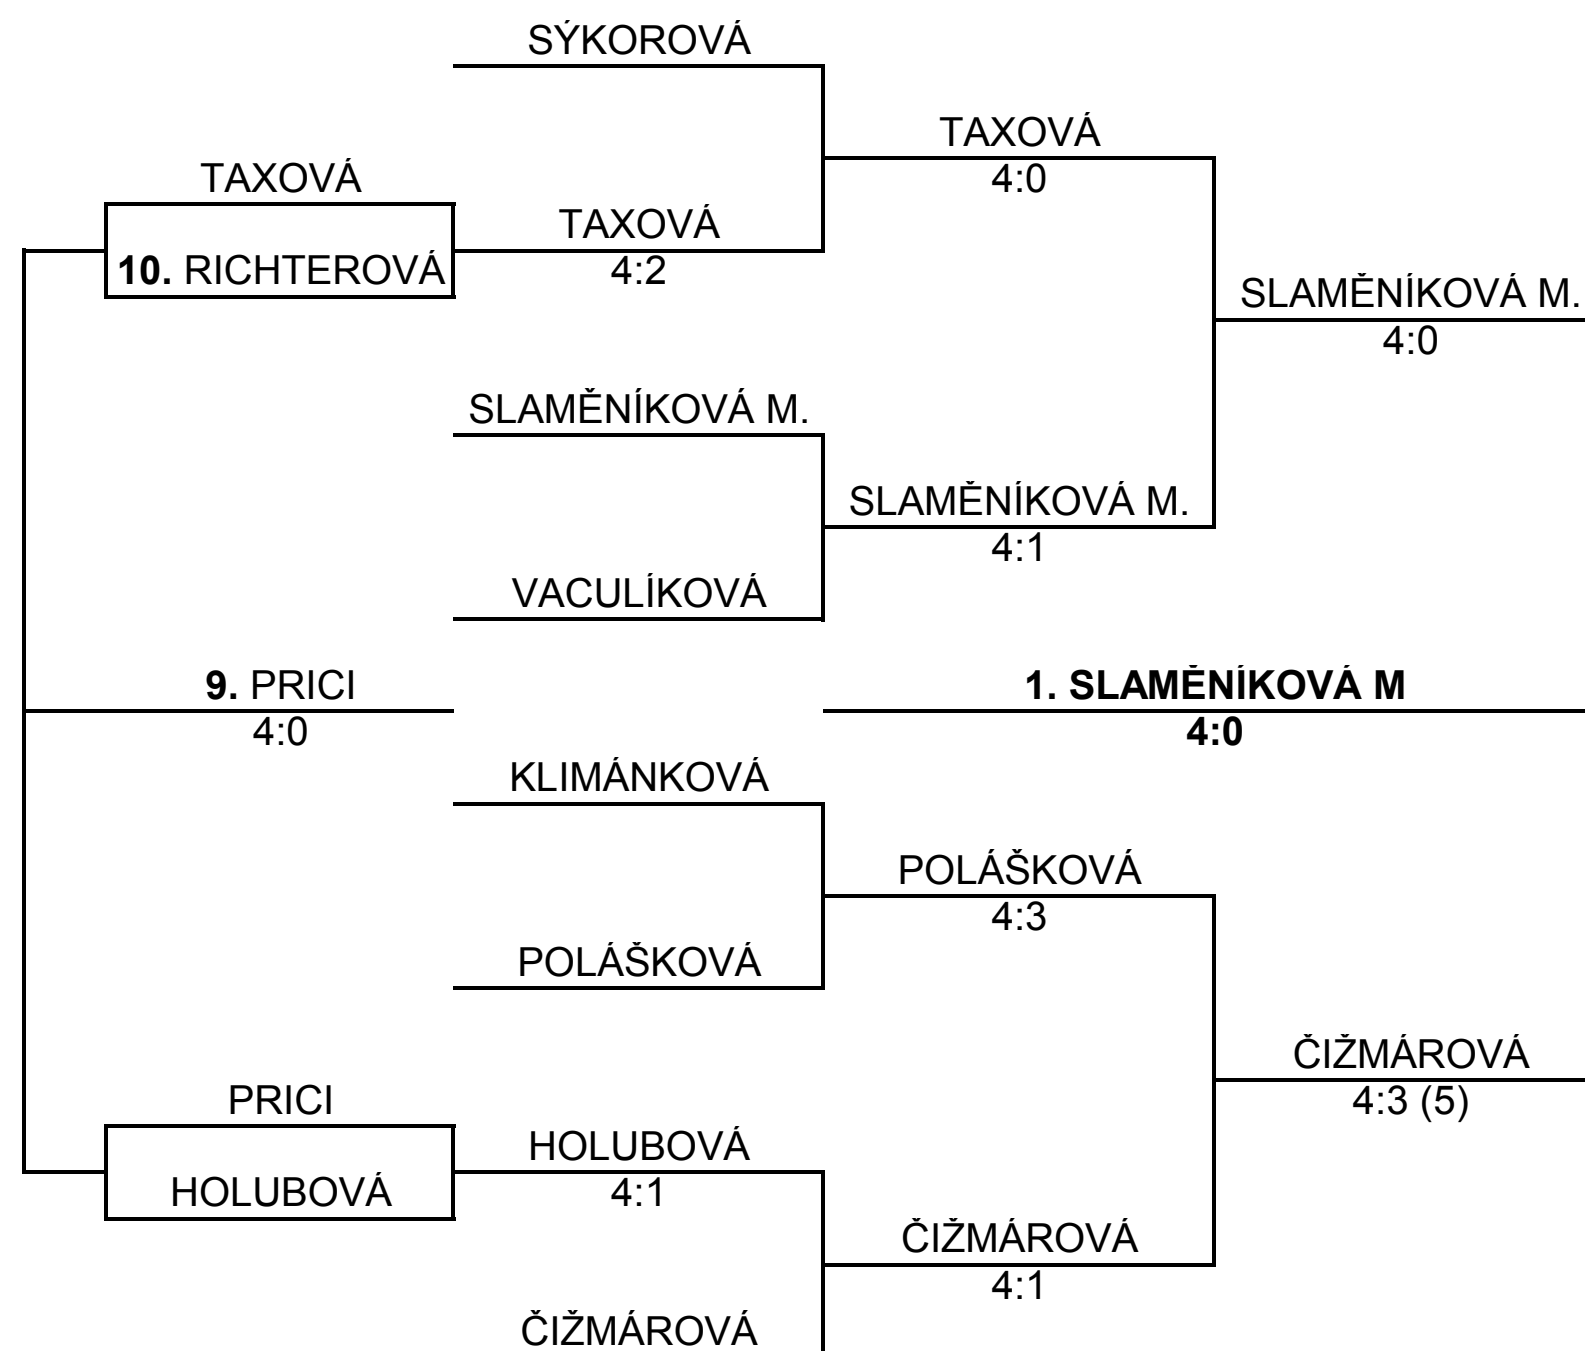 SÝKOROVÁ
TAXOVÁ
4:0
TAXOVÁ
TAXOVÁ
4:2
10. RICHTEROVÁ
SLAMĚNÍKOVÁ M.
4:0
SLAMĚNÍKOVÁ M.
SLAMĚNÍKOVÁ M.
4:1
VACULÍKOVÁ
9. PRICI
4:0
1. SLAMĚNÍKOVÁ M
4:0
KLIMÁNKOVÁ
POLÁŠKOVÁ
4:3
POLÁŠKOVÁ
ČIŽMÁROVÁ
4:3 (5)
PRICI
HOLUBOVÁ
4:1
HOLUBOVÁ
ČIŽMÁROVÁ
4:1
ČIŽMÁROVÁ